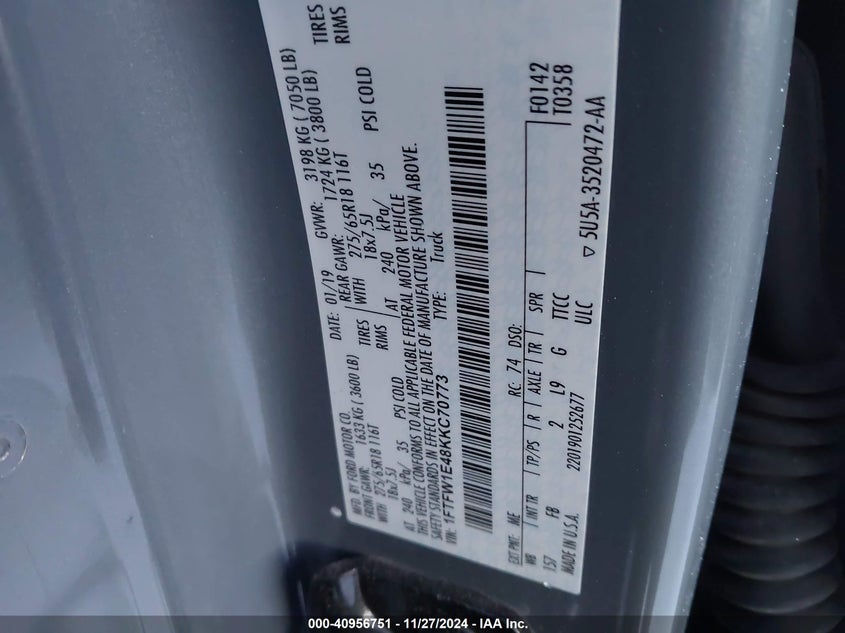 MFD. BY FORD MOTOR CO.
DATE: 01/19
GVWR: 3198 KG ( 7050 LB)
FRONT GAWR: 1633 KG ( 3600 LB)
REAR GAWR: 1724 KG ( 3800 LB)
275/65R18 116T TIRES
WITH 275/65R18 116T TIRES
WITH 18x7.5J RIMS
18x7.5J RIMS
AT 240 kPa/ 35 PSI COLD
AT 240 kPa/ 35 PSI COLD
THIS VEHICLE CONFORMS TO ALL APPLICABLE FEDERAL MOTOR VEHICLE
SAFETY STANDARDS IN EFFECT ON THE DATE OF MANUFACTURE SHOWN ABOVE.
VIN: 1FTFW1E48KKC70773
TYPE: Truck
F0142
T0358
EXT PNT: ME RC: 74 DSO:
WB INT TR TP/PS R AXLE TR SPR
157 FB 2 L9 G TTCC
MADE IN U.S.A. 2201901252677 ULC
5U5A-3520472-AA
000-40956751 - 11/27/2024 - IAA Inc.